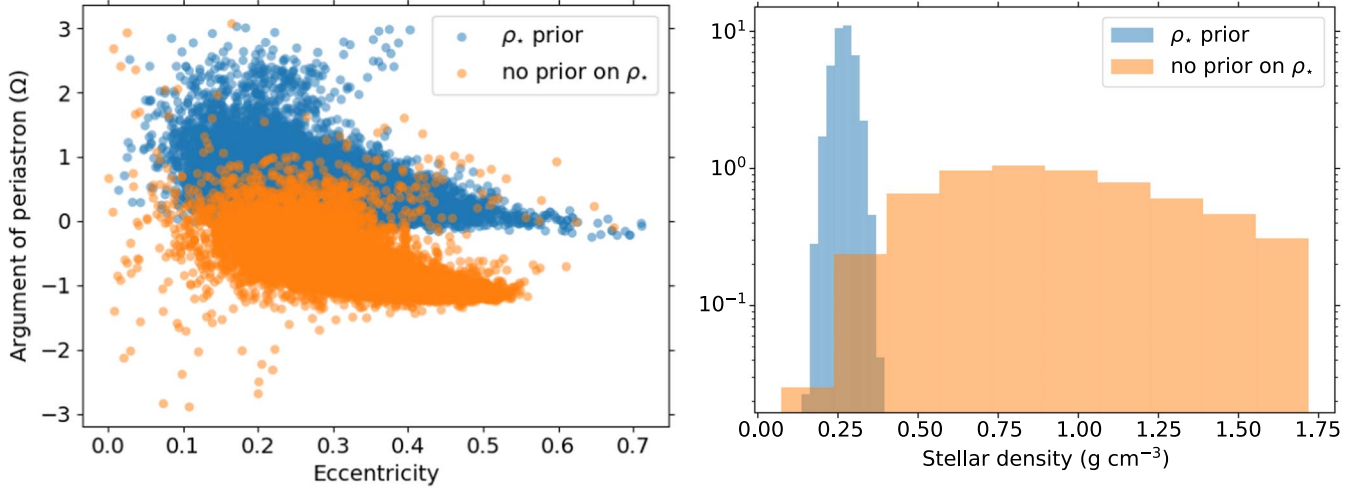 3
2
1
0
−1
−2
−3
Argument of periastron (Ω)
ρ⋆ prior
no prior on ρ⋆
0.0 0.1 0.2 0.3 0.4 0.5 0.6 0.7
Eccentricity
10¹
10⁰
10⁻¹
ρ⋆ prior
no prior on ρ⋆
0.00 0.25 0.50 0.75 1.00 1.25 1.50 1.75
Stellar density (g cm⁻³)